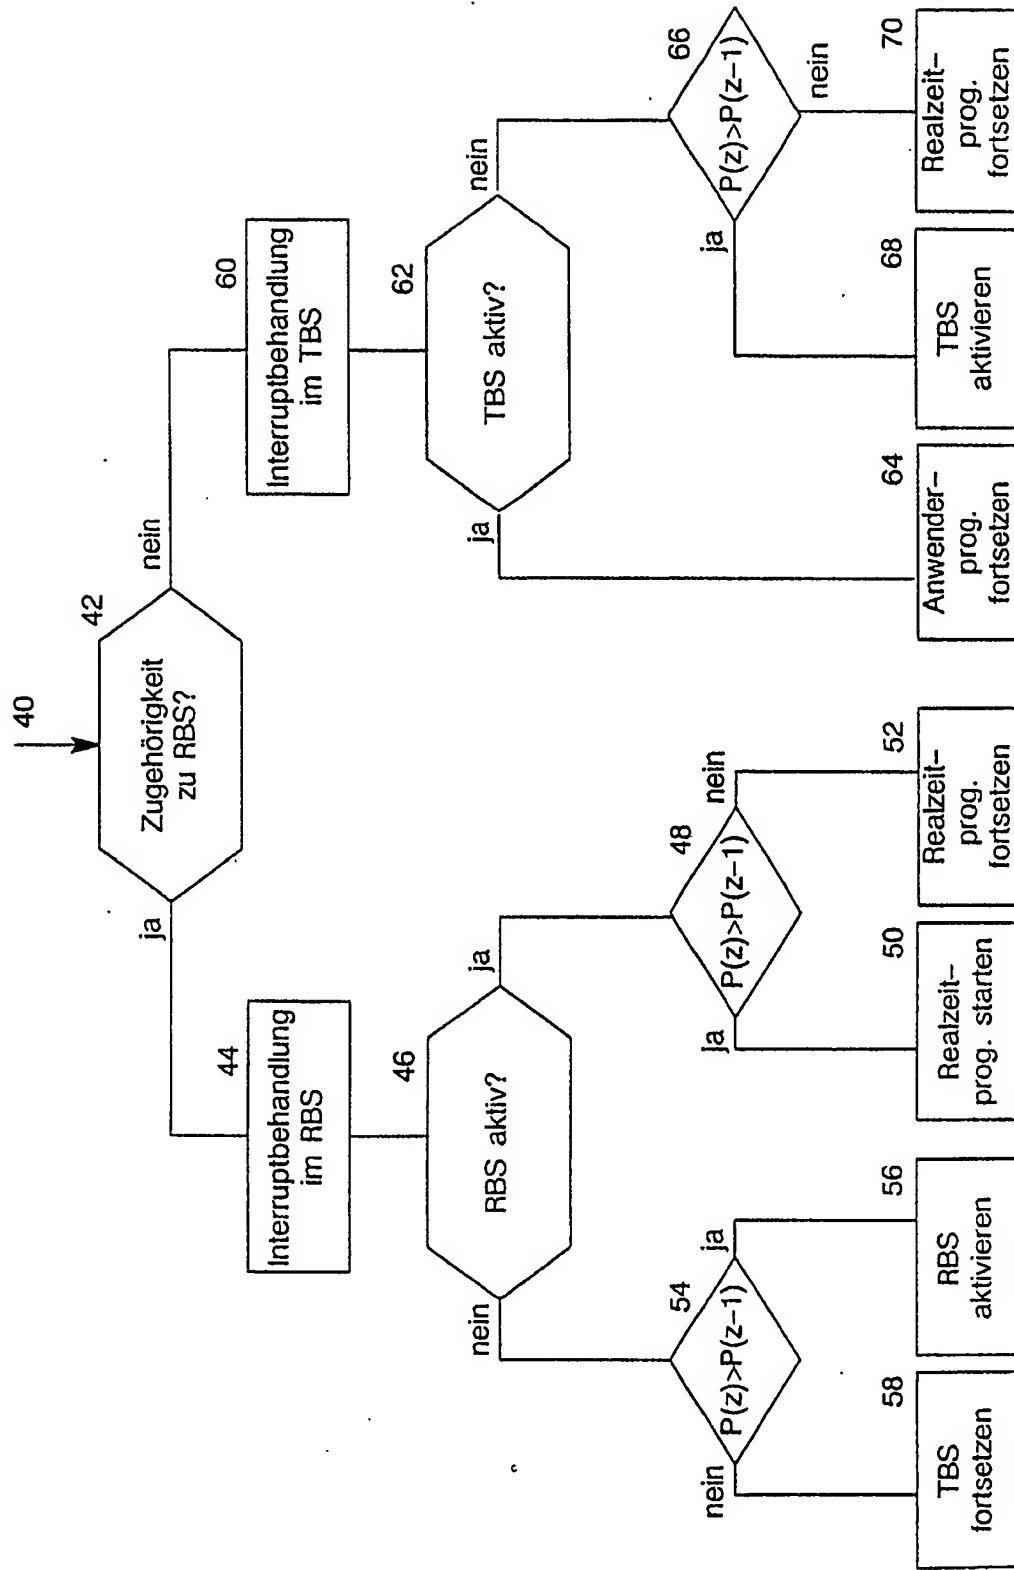 40
42
Zugehörigkeit
zu RBS?
ja
nein
44
Interruptbehandlung
im RBS
60
Interruptbehandlung
im TBS
46
RBS aktiv?
nein
ja
62
TBS aktiv?
ja
nein
54
P(z)>P(z-1)
nein
ja
48
P(z)>P(z-1)
ja
nein
66
P(z)>P(z-1)
ja
nein
58
TBS
fortsetzen
56
RBS
aktivieren
50
Realzeit-
prog. starten
52
Realzeit-
prog.
fortsetzen
64
Anwender-
prog.
fortsetzen
68
TBS
aktivieren
70
Realzeit-
prog.
fortsetzen